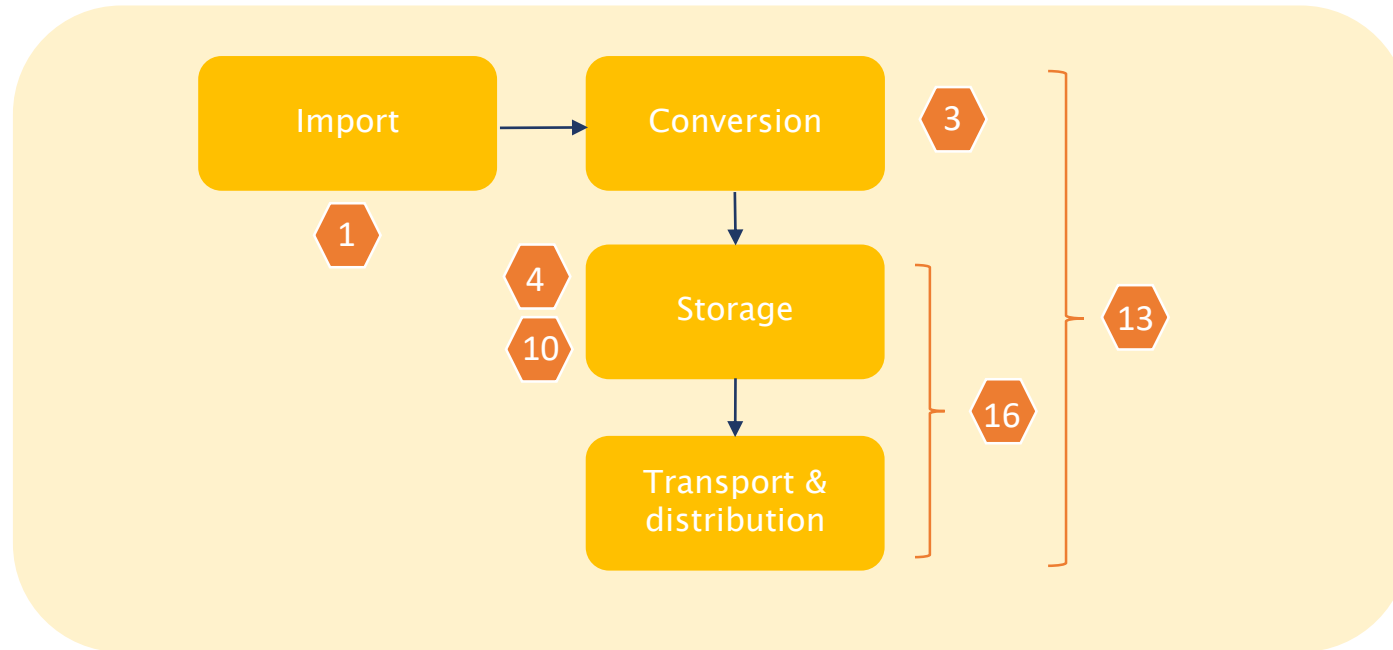 Import
Conversion
3
1
4
Storage
10
13
16
Transport &
distribution